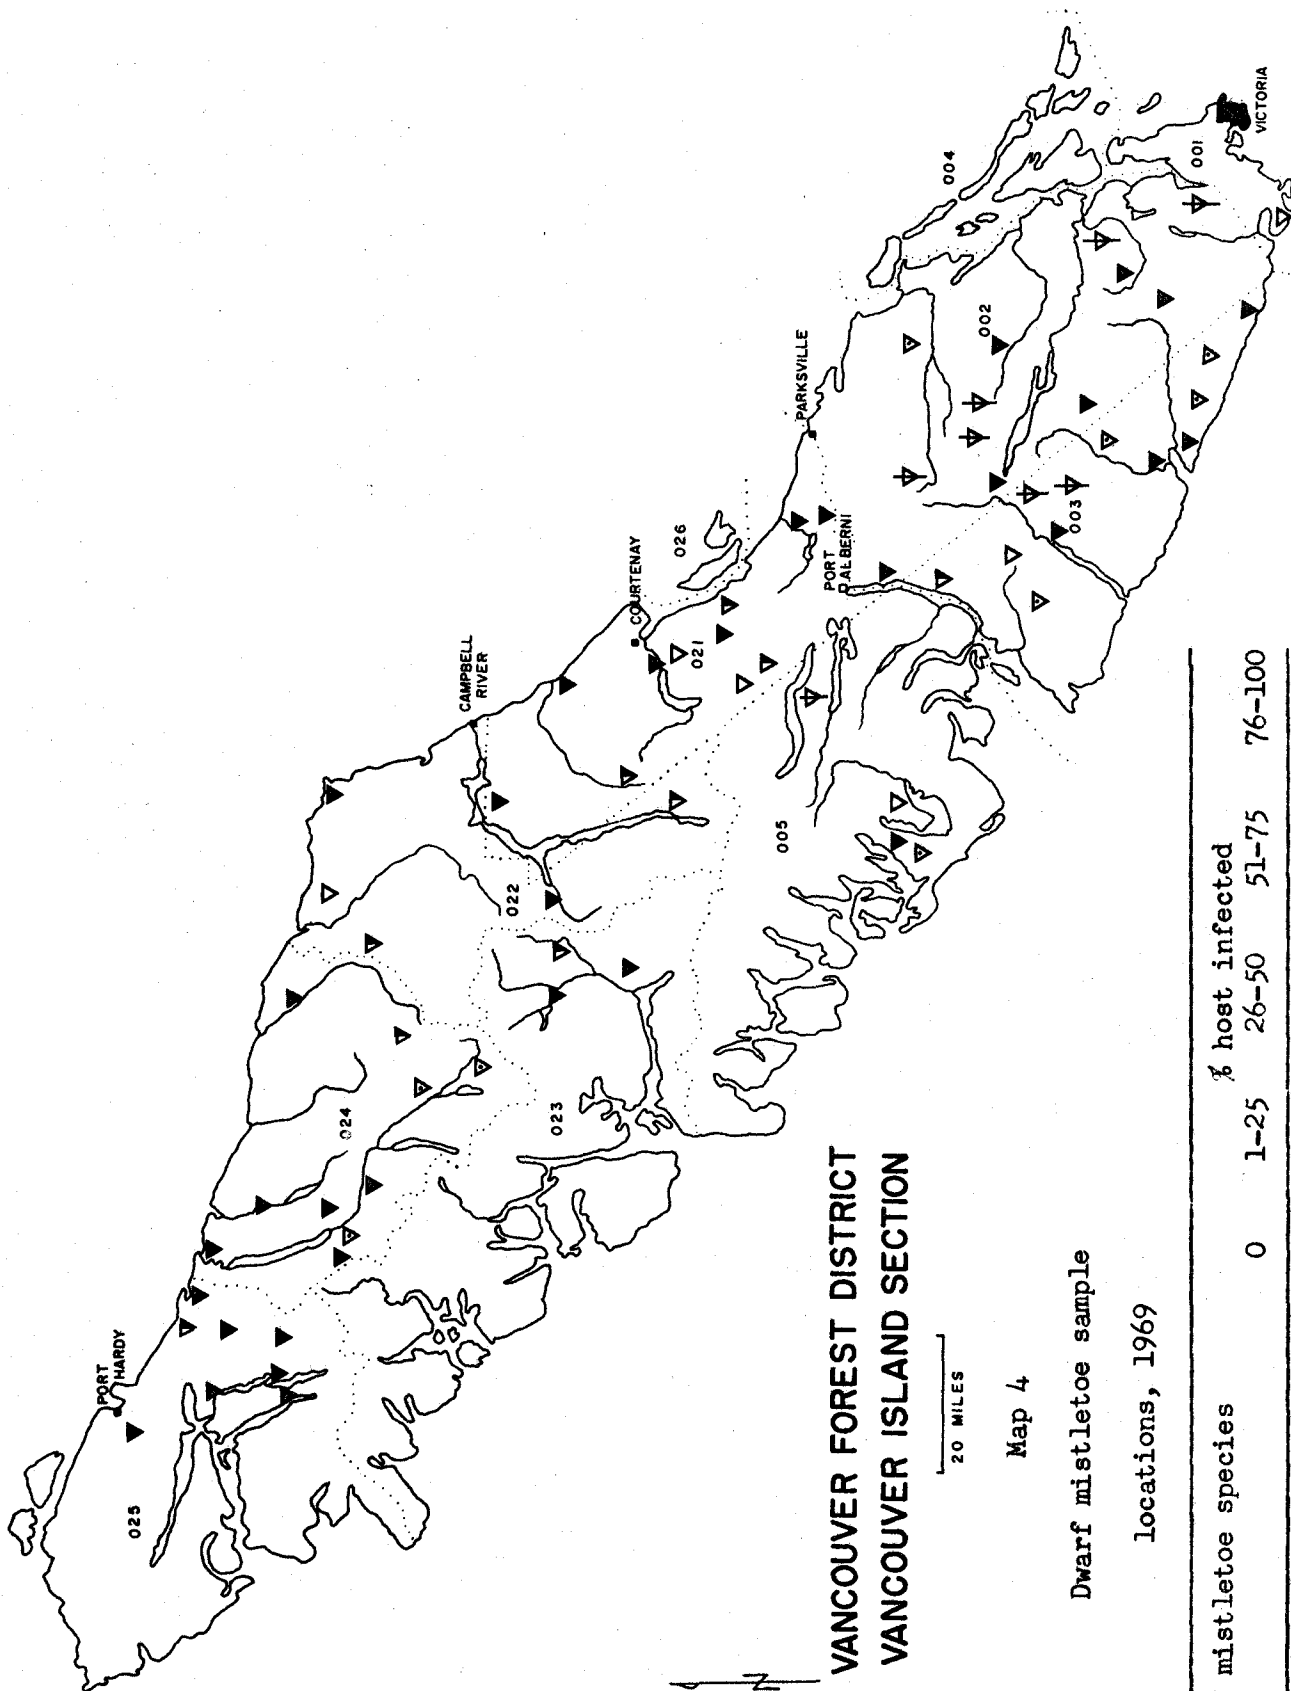 PORT
HARDY
025
024
023
022
CAMPBELL
RIVER
COURTENAY
021
026
005
PORT
ALBERNI
PARKSVILLE
002
003
004
001
VICTORIA
N
VANCOUVER FOREST DISTRICT
VANCOUVER ISLAND SECTION
20 MILES
Map 4
Dwarf mistletoe sample
locations, 1969
mistletoe species
% host infected
0 1-25 26-50 51-75 76-100